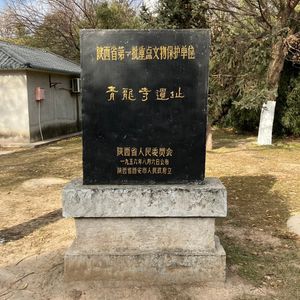 陕西省第一批重点文物保护单位
青龍寺遺址
陕西省人民委员会
一九五六年八月六日公布
陕西省西安市人民政府立